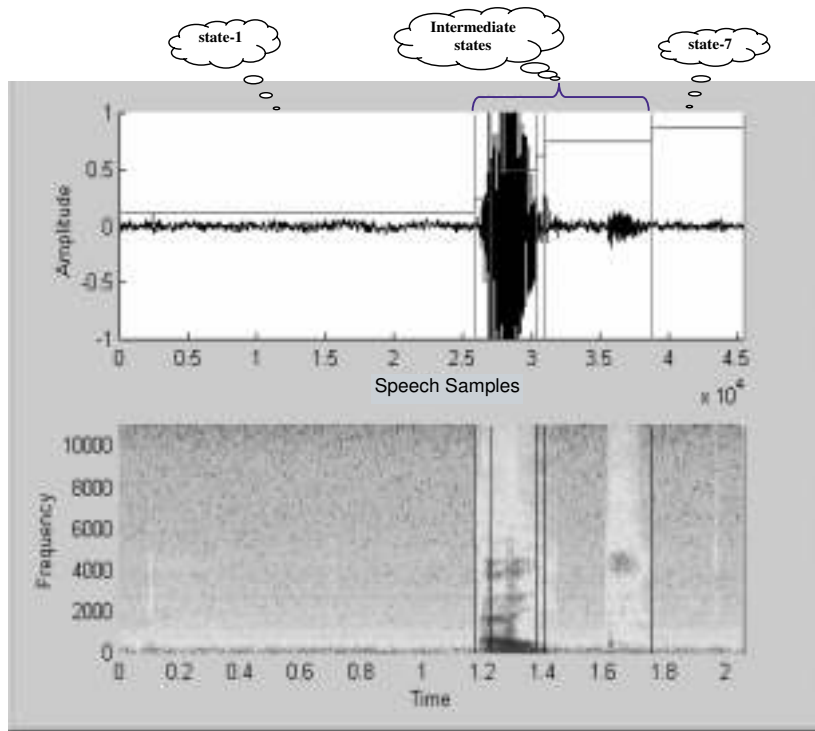 state-1
Intermediate
states
state-7
1
0.5
0
-0.5
-1
Amplitude
0 0.5 1 1.5 2 2.5 3 3.5 4 4.5
Speech Samples
x 10^4
10000
8000
6000
4000
2000
0
Frequency
0 0.2 0.4 0.6 0.8 1 1.2 1.4 1.6 1.8 2
Time